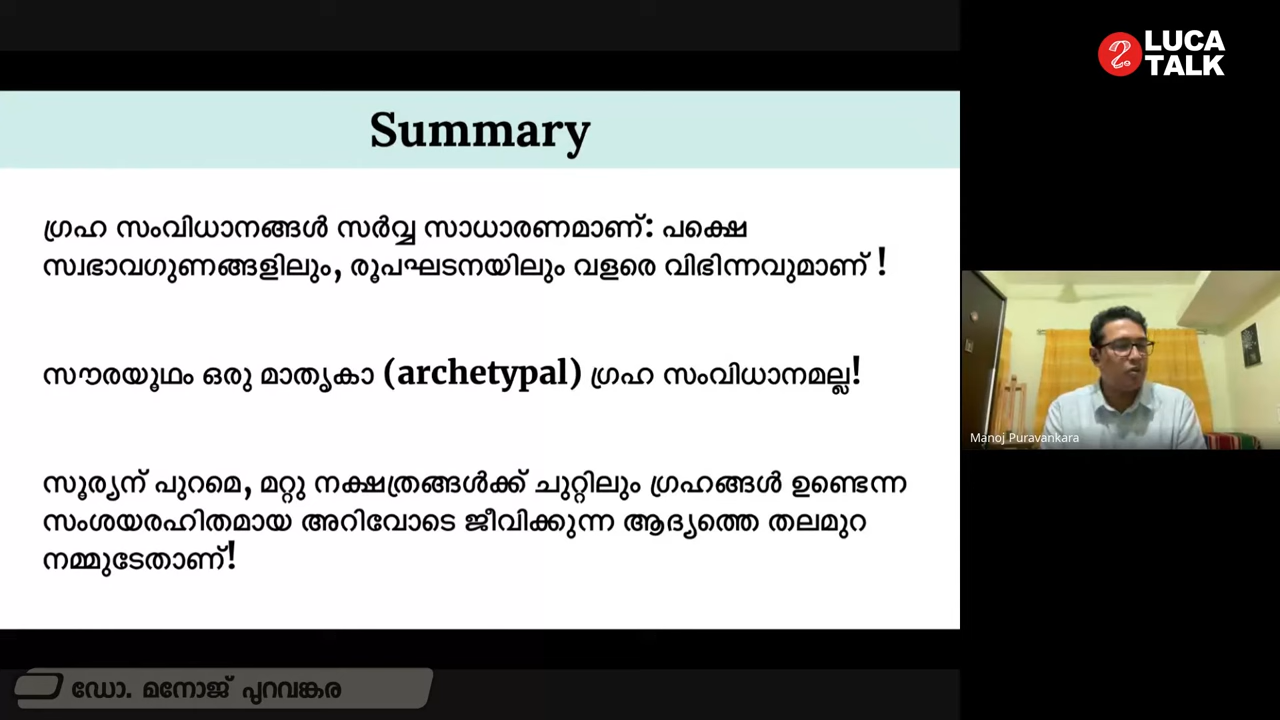 LUCA
TALK
Summary
ഗ്രഹ സംവിധാനങ്ങൾ സർവ്വ സാധാരണമാണ്: പക്ഷെ
സ്വഭാവഗുണങ്ങളിലും, രൂപഘടനയിലും വളരെ വിഭിന്നവുമാണ് !
സൗരയൂഥം ഒരു മാതൃകാ (archetypal) ഗ്രഹ സംവിധാനമല്ല!
സൂര്യന് പുറമെ, മറ്റു നക്ഷത്രങ്ങൾക്ക് ചുറ്റിലും ഗ്രഹങ്ങൾ ഉണ്ടെന്ന
സംശയരഹിതമായ അറിവോടെ ജീവിക്കുന്ന ആദ്യത്തെ തലമുറ
നമ്മുടേതാണ്!
Manoj Puravankara
ഡോ. മനോജ് പുറവങ്കര